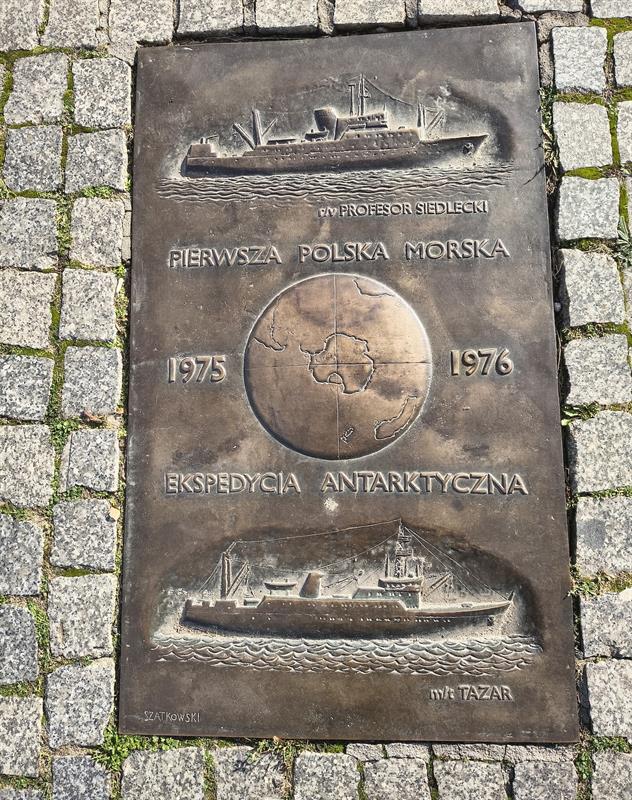 r/v PROFESOR SIEDLECKI
PIERWSZA POLSKA MORSKA
1975 1976
EKSPEDYCJA ANTARKTYCZNA
m/t TAZAR
SZATKOWSKI